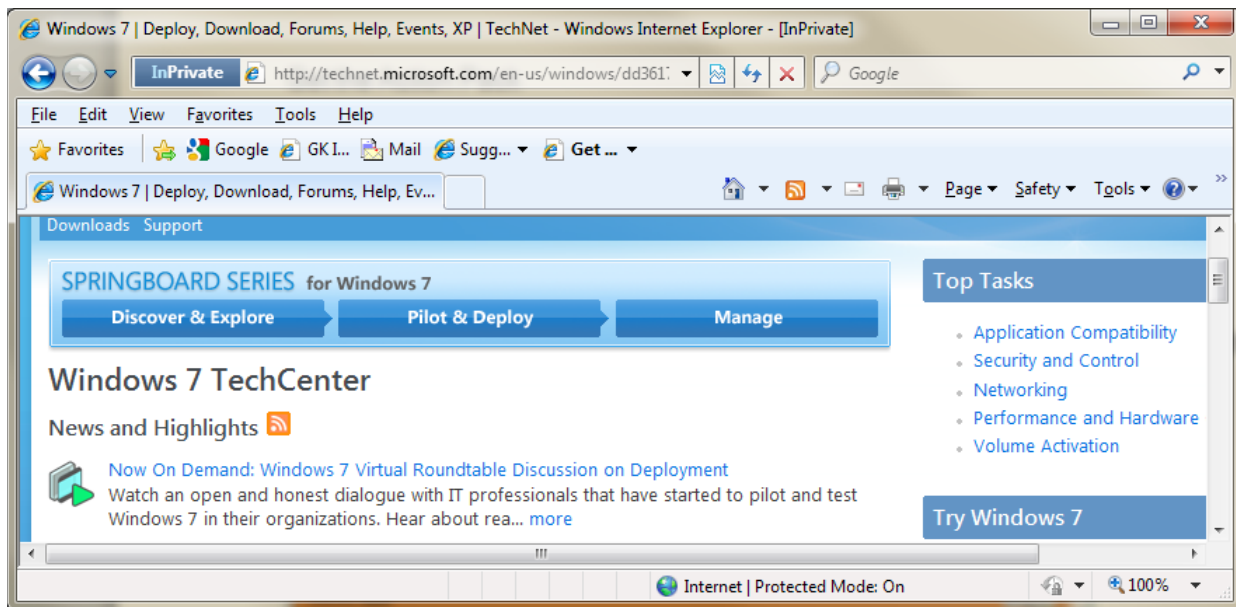 Windows 7 | Deploy, Download, Forums, Help, Events, XP | TechNet - Windows Internet Explorer - [InPrivate]
InPrivate http://technet.microsoft.com/en-us/windows/dd361 Google
File Edit View Favorites Tools Help
Favorites Google GK I... Mail Sugg... Get ...
Windows 7 | Deploy, Download, Forums, Help, Ev... Page Safety Tools
Downloads Support
SPRINGBOARD SERIES for Windows 7
Discover & Explore Pilot & Deploy Manage
Windows 7 TechCenter
News and Highlights
Now On Demand: Windows 7 Virtual Roundtable Discussion on Deployment
Watch an open and honest dialogue with IT professionals that have started to pilot and test
Windows 7 in their organizations. Hear about rea... more
Top Tasks
Application Compatibility
Security and Control
Networking
Performance and Hardware
Volume Activation
Try Windows 7
Internet | Protected Mode: On 100%